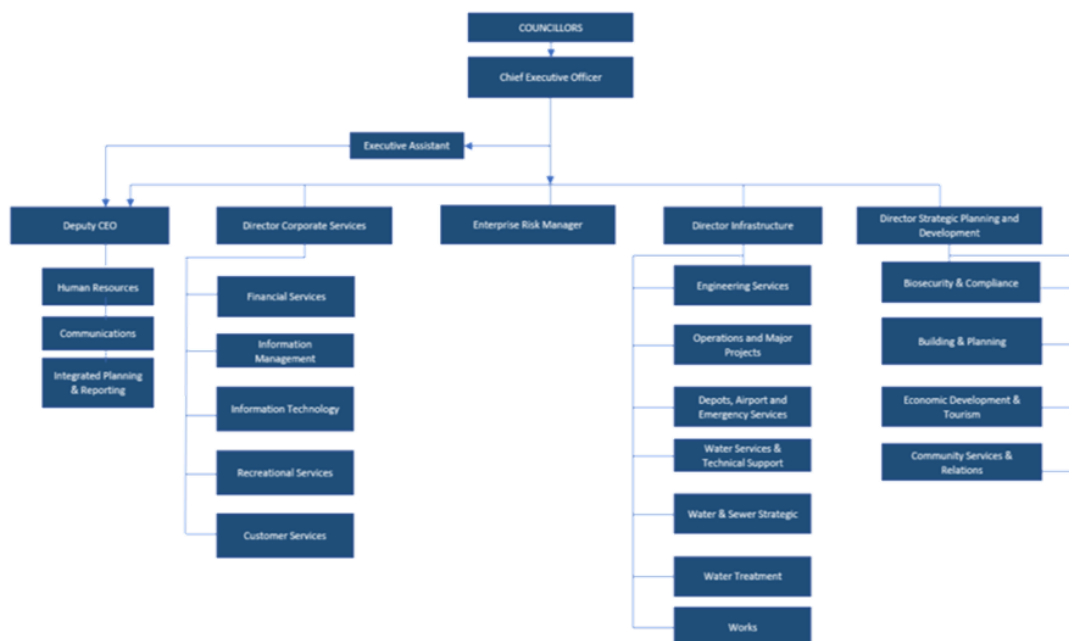 COUNCILLORS
Chief Executive Officer
Executive Assistant
Deputy CEO
Director Corporate Services
Enterprise Risk Manager
Director Infrastructure
Director Strategic Planning and
Development
Human Resources
Communications
Integrated Planning
& Reporting
Financial Services
Information
Management
Information Technology
Recreational Services
Customer Services
Engineering Services
Operations and Major
Projects
Depots, Airport and
Emergency Services
Water Services &
Technical Support
Water & Sewer Strategic
Water Treatment
Works
Biosecurity & Compliance
Building & Planning
Economic Development &
Tourism
Community Services &
Relations